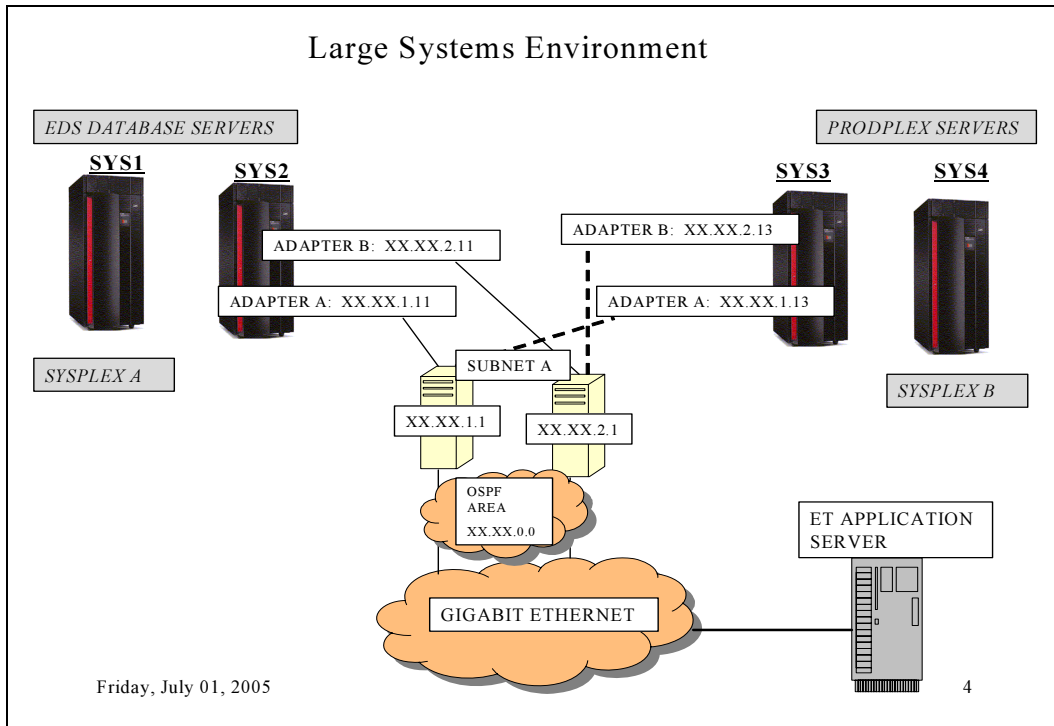 Large Systems Environment
EDS DATABASE SERVERS
PRODPLEX SERVERS
SYS1
SYS2
SYS3
SYS4
ADAPTER B: XX.XX.2.11
ADAPTER B: XX.XX.2.13
ADAPTER A: XX.XX.1.11
ADAPTER A: XX.XX.1.13
SUBNET A
SYSPLEX A
SYSPLEX B
XX.XX.1.1
XX.XX.2.1
OSPF
AREA
XX.XX.0.0
ET APPLICATION
SERVER
GIGABIT ETHERNET
Friday, July 01, 2005
4